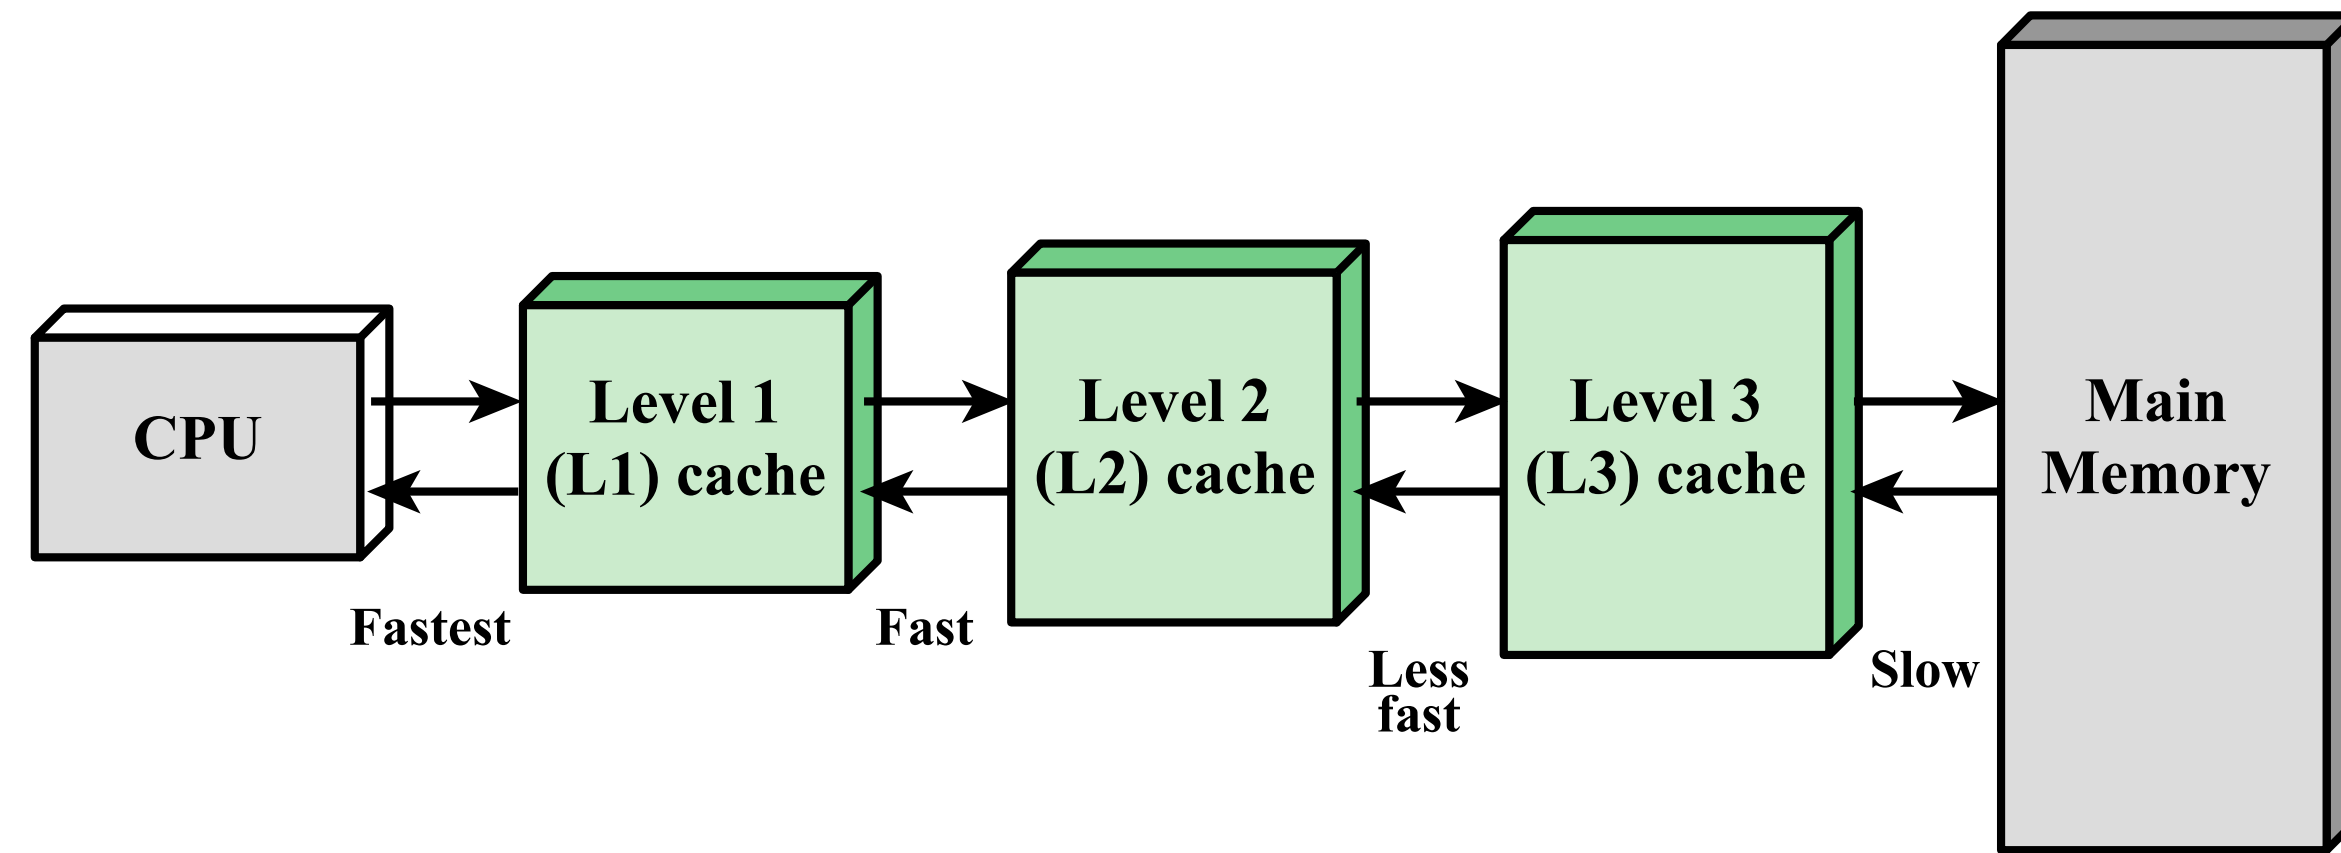 CPU
Level 1
(L1) cache
Level 2
(L2) cache
Level 3
(L3) cache
Main
Memory
Fastest
Fast
Less
fast
Slow